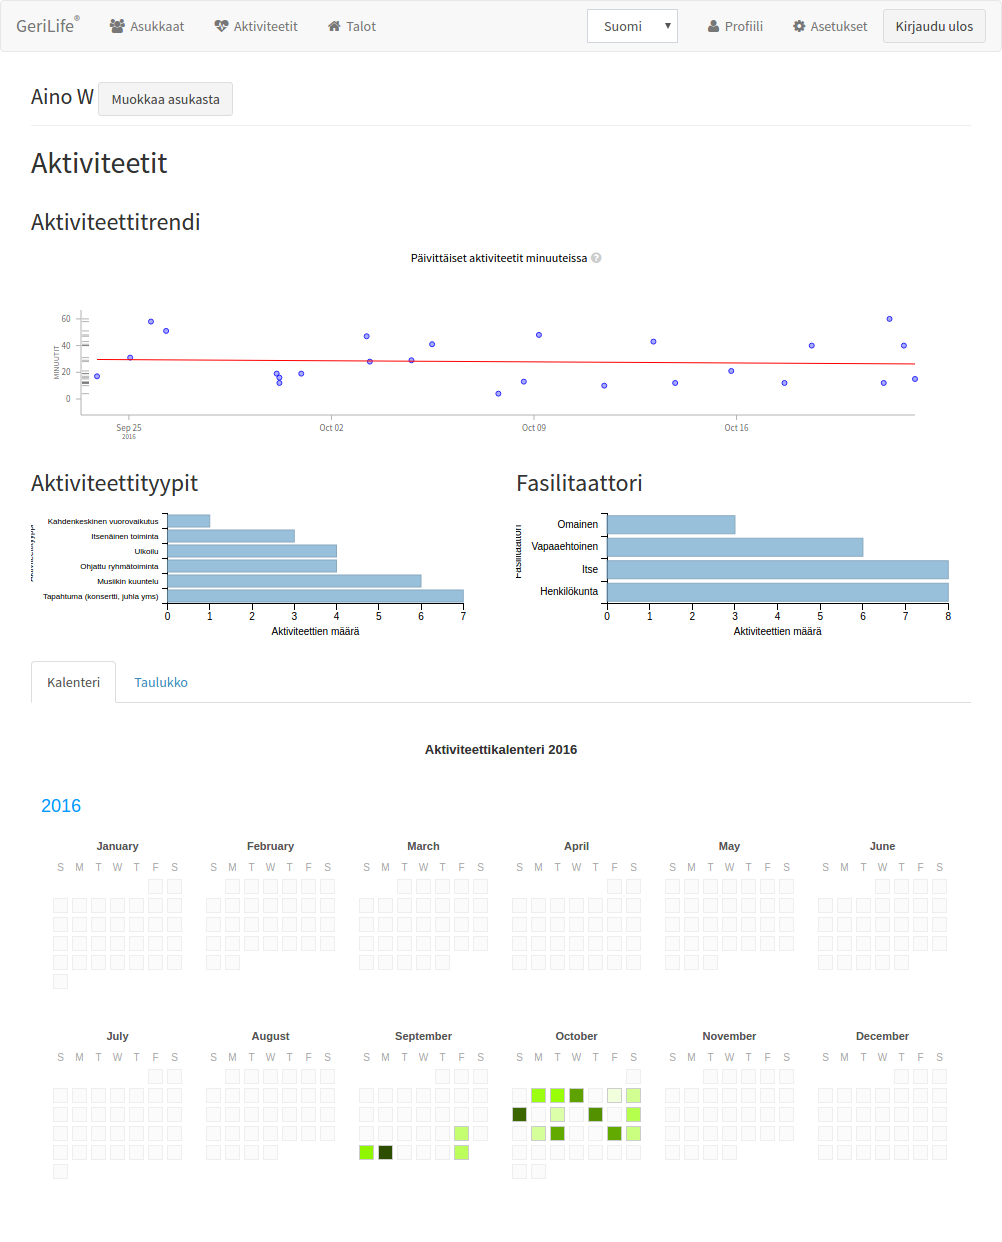 GeriLife® Asukkaat Aktiviteetit Talot Suomi Profiili Asetukset Kirjaudu ulos
Aino W Muokkaa asukasta
Aktiviteetit
Aktiviteettitrendi
Päivittäiset aktiviteetit minuuteissa ?
MINUUTIT
60
40
20
0
Sep 25 Oct 02 Oct 09 Oct 16
2016
Aktiviteettityypit
Kahdenkeskinen vuorovaikutus
Itsenäinen toiminta
Ulkoilu
Ohjattu ryhmätoiminta
Musiikin kuuntelu
Tapahtuma (konsertti, juhla yms)
0 1 2 3 4 5 6 7
Aktiviteettien määrä
Fasilitaattori
Fasilitaattori
Omainen
Vapaaehtoinen
Itse
Henkilökunta
0 1 2 3 4 5 6 7 8
Aktiviteettien määrä
Kalenteri Taulukko
Aktiviteettikalenteri 2016
2016
January February March April May June
S M T W T F S S M T W T F S S M T W T F S S M T W T F S S M T W T F S S M T W T F S
July August September October November December
S M T W T F S S M T W T F S S M T W T F S S M T W T F S S M T W T F S S M T W T F S